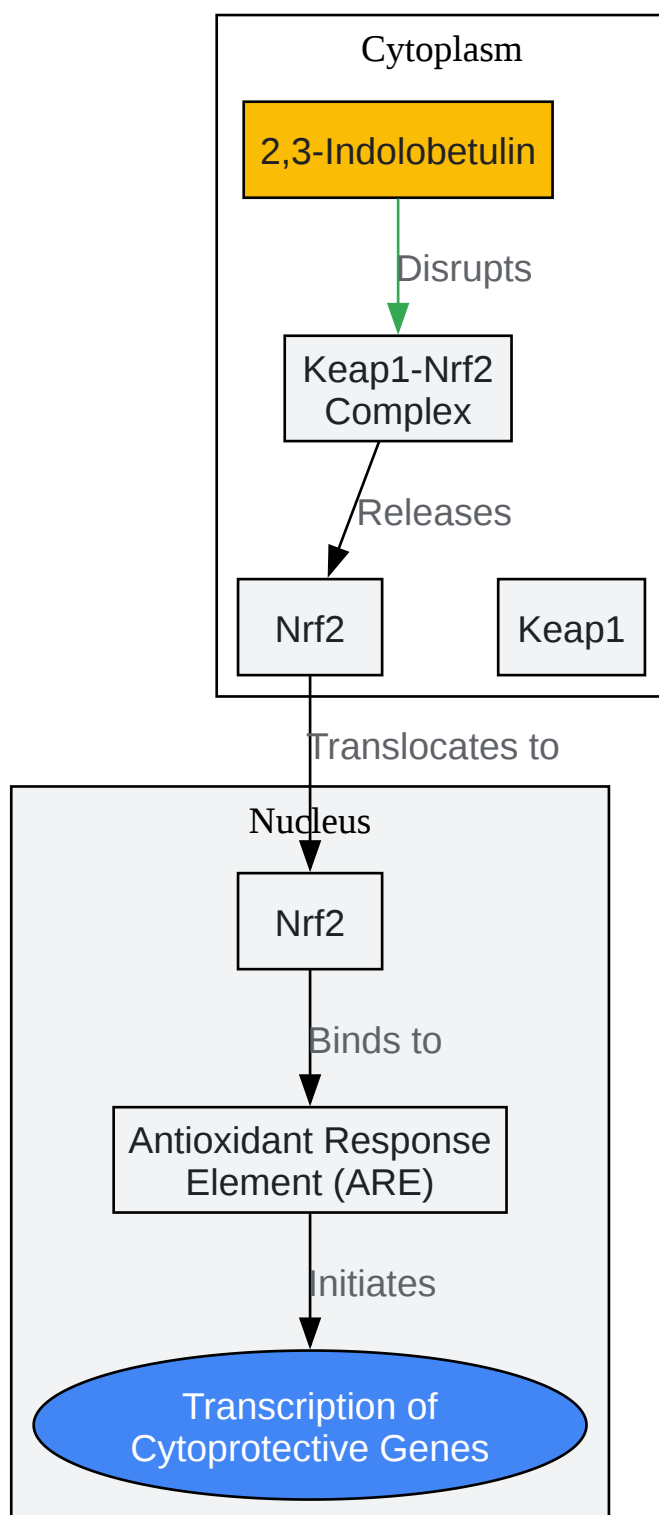 Cytoplasm
2,3-Indolobetulin
Disrupts
Keap1-Nrf2
Complex
Releases
Nrf2
Keap1
Translocates to
Nucleus
Nrf2
Binds to
Antioxidant Response
Element (ARE)
Initiates
Transcription of
Cytoprotective Genes